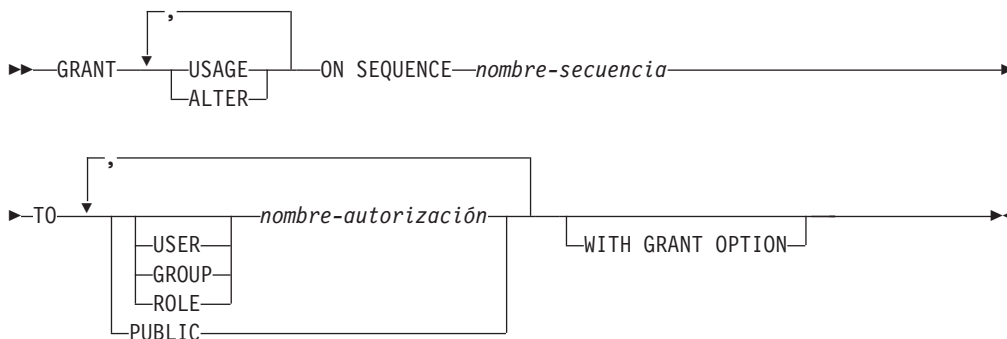 ,
GRANT USAGE ON SEQUENCE nombre-secuencia
ALTER
,
TO nombre-autorización
USER WITH GRANT OPTION
GROUP
ROLE
PUBLIC